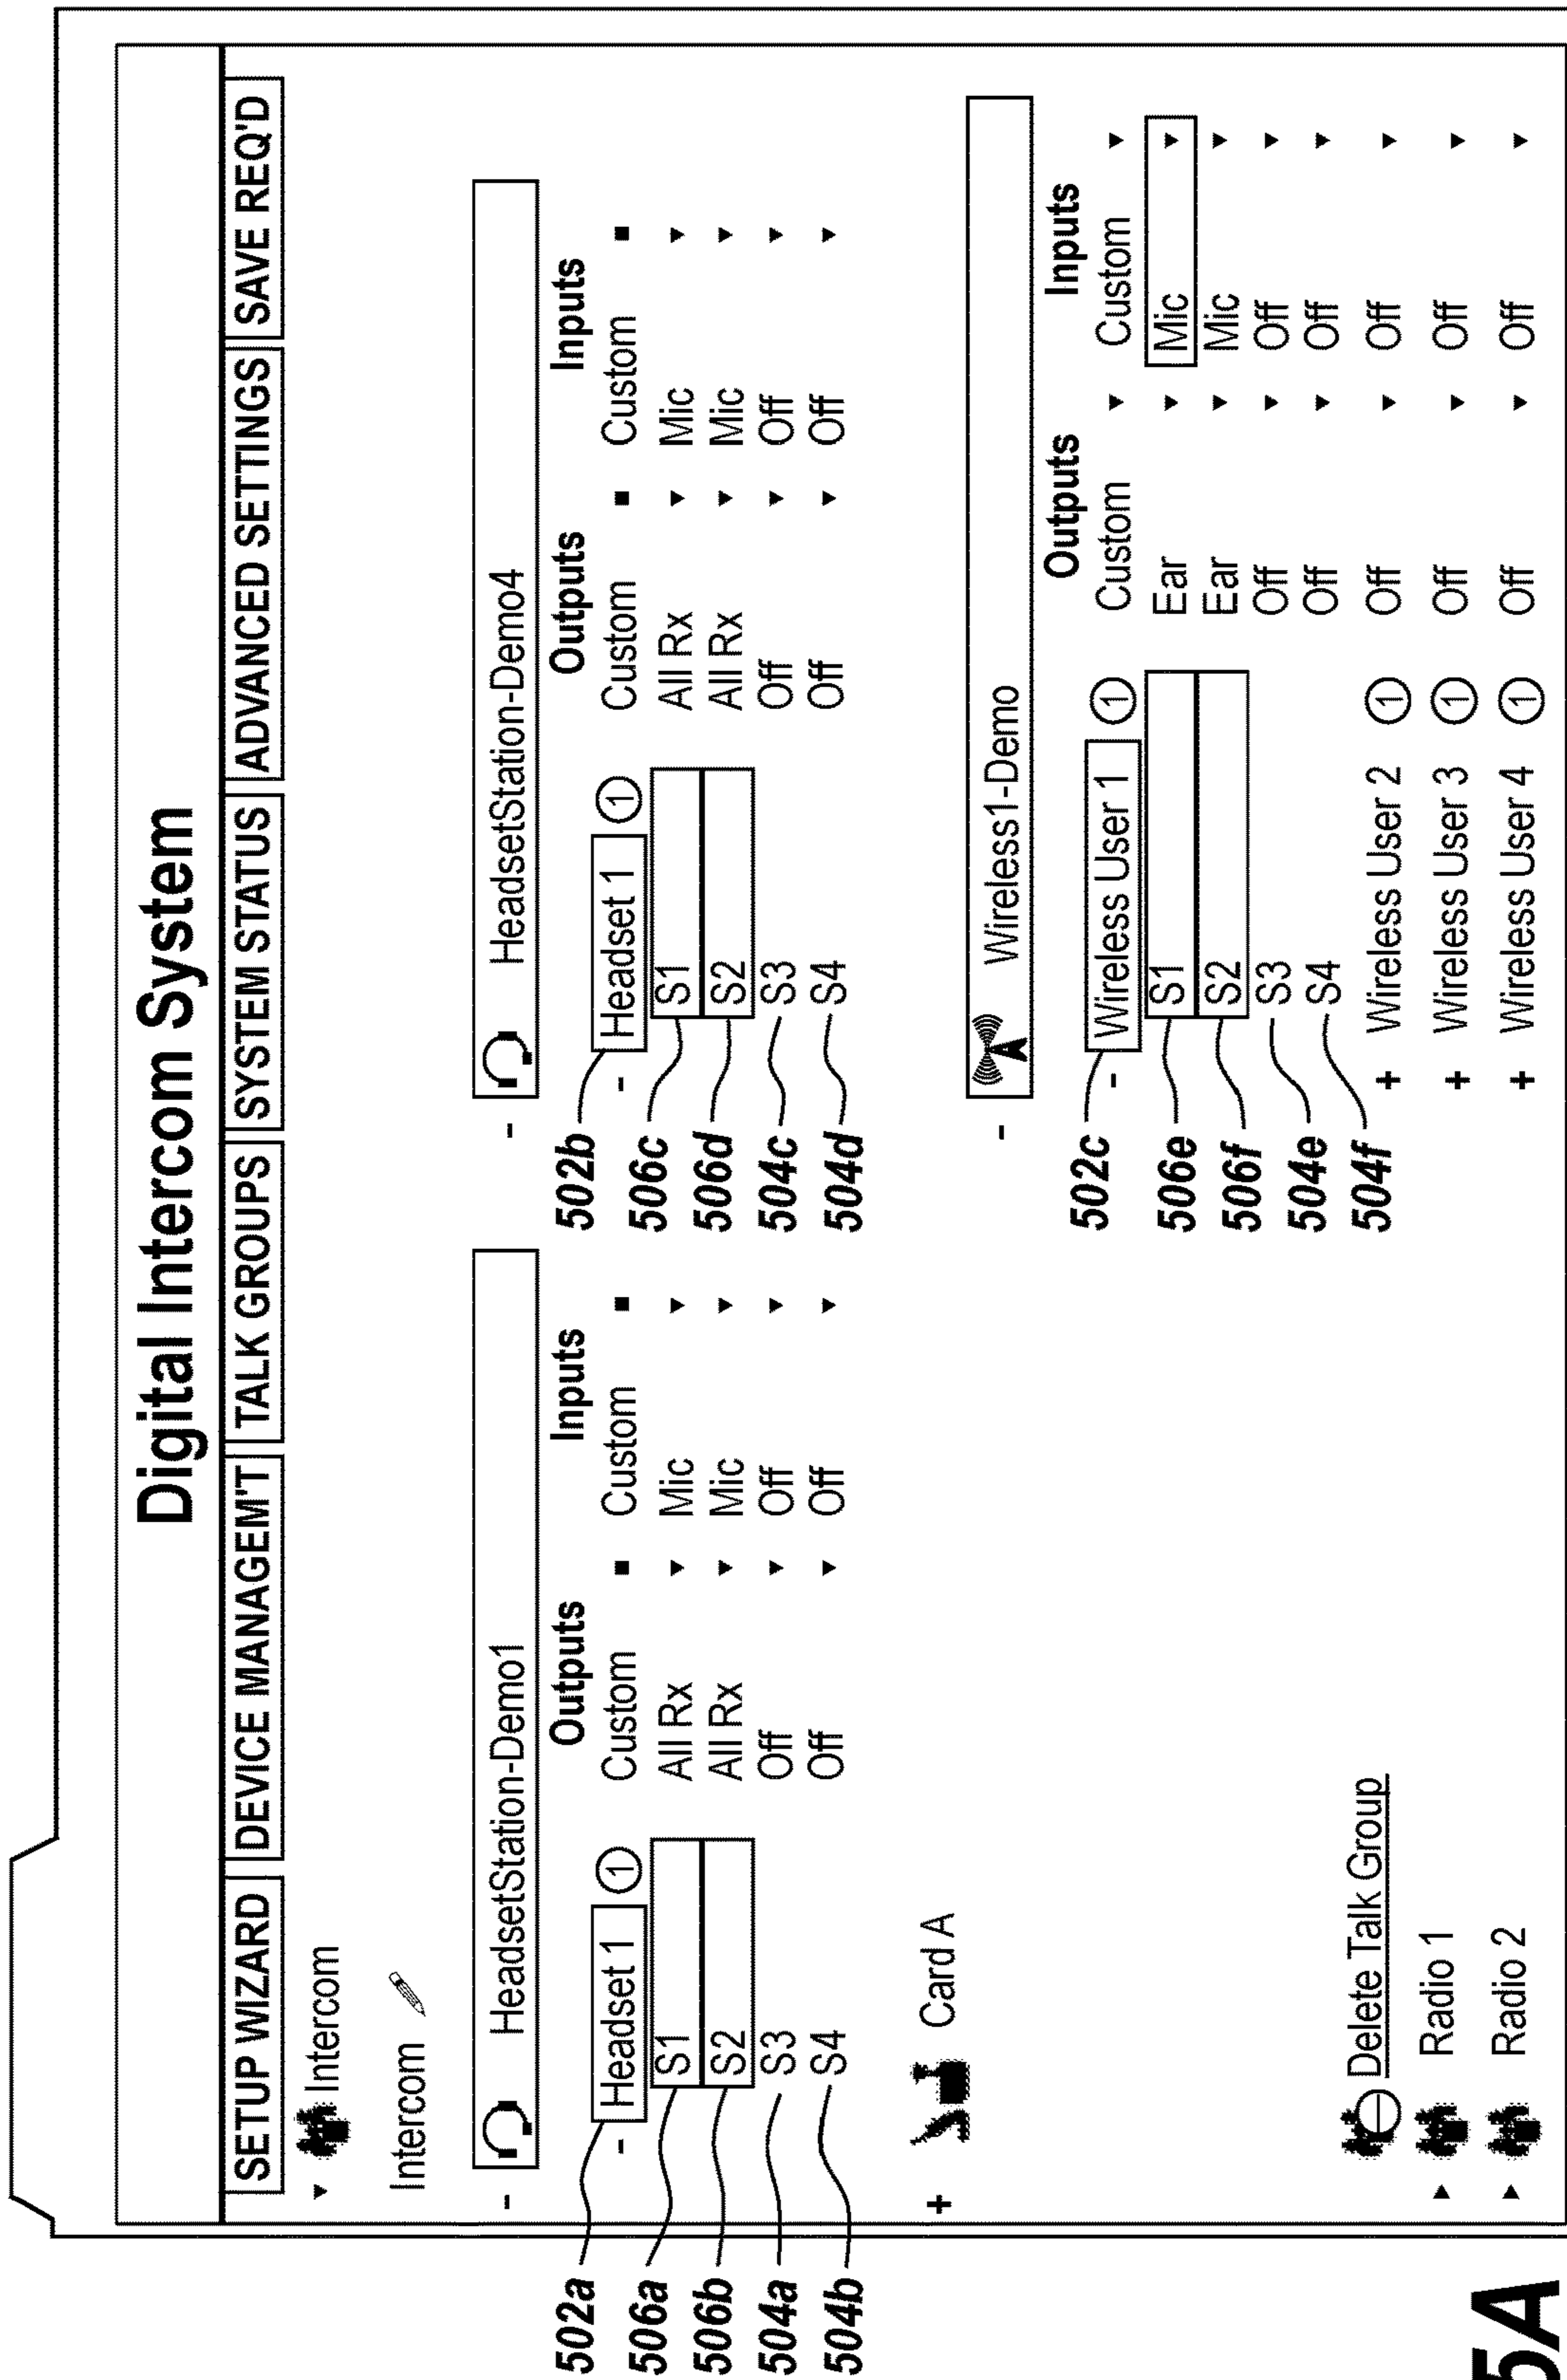 Digital Intercom System
SETUP WIZARD DEVICE MANAGEM'T TALK GROUPS SYSTEM STATUS ADVANCED SETTINGS SAVE REQ'D
Intercom
Intercom
HeadsetStation-Demo1
Outputs Inputs
502a - Headset 1 1 Custom Custom
506a S1 All Rx Mic
506b S2 All Rx Mic
504a S3 Off Off
504b S4 Off Off
+ Card A
Delete Talk Group
Radio 1
Radio 2
- HeadsetStation-Demo4
Outputs Inputs
502b - Headset 1 1 Custom Custom
506c S1 All Rx Mic
506d S2 All Rx Mic
504c S3 Off Off
504d S4 Off Off
- Wireless1-Demo
Outputs Inputs
502c - Wireless User 1 1 Custom Custom
506e S1 Ear Mic
506f S2 Ear Mic
504e S3 Off Off
504f S4 Off Off
+ Wireless User 2 1 Off Off
+ Wireless User 3 1 Off Off
+ Wireless User 4 1 Off Off
5A